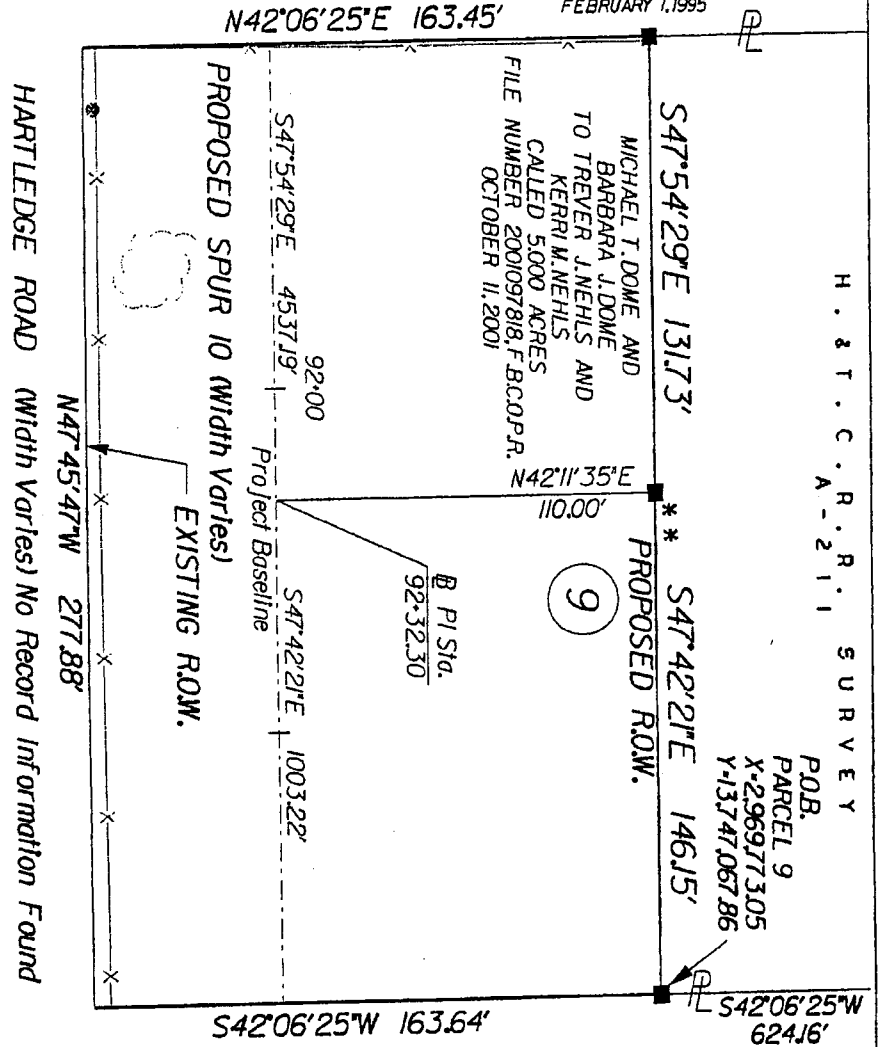 FEBRUARY 1,1995
N42°06'25"E 163.45'
PL
H. & T. C. R. R. SURVEY
A-211
P.O.B.
PARCEL 9
X=2,969,773.05
Y=13,747,067.86
S47°54'29"E 131.73'
** S47°42'21"E 146.15'
PL
S42°06'25"W
624.16'
MICHAEL T. DOME AND
BARBARA J. DOME
TO TREVER J. NEHLS AND
KERRI M. NEHLS
CALLED 5.000 ACRES
FILE NUMBER 2001097818, F.B.C.O.P.R.
OCTOBER 11, 2001
N42°11'35"E
110.00'
PROPOSED R.O.W.
9
B PI Sta.
92+32.30
S47°54'29"E 4537.19'
92+00
Project Baseline
S47°42'21"E 1003.22'
PROPOSED SPUR 10 (Width Varies)
EXISTING R.O.W.
N47°45'47"W 277.88'
HARTLEDGE ROAD (Width Varies) No Record Information Found
S42°06'25"W 163.64'